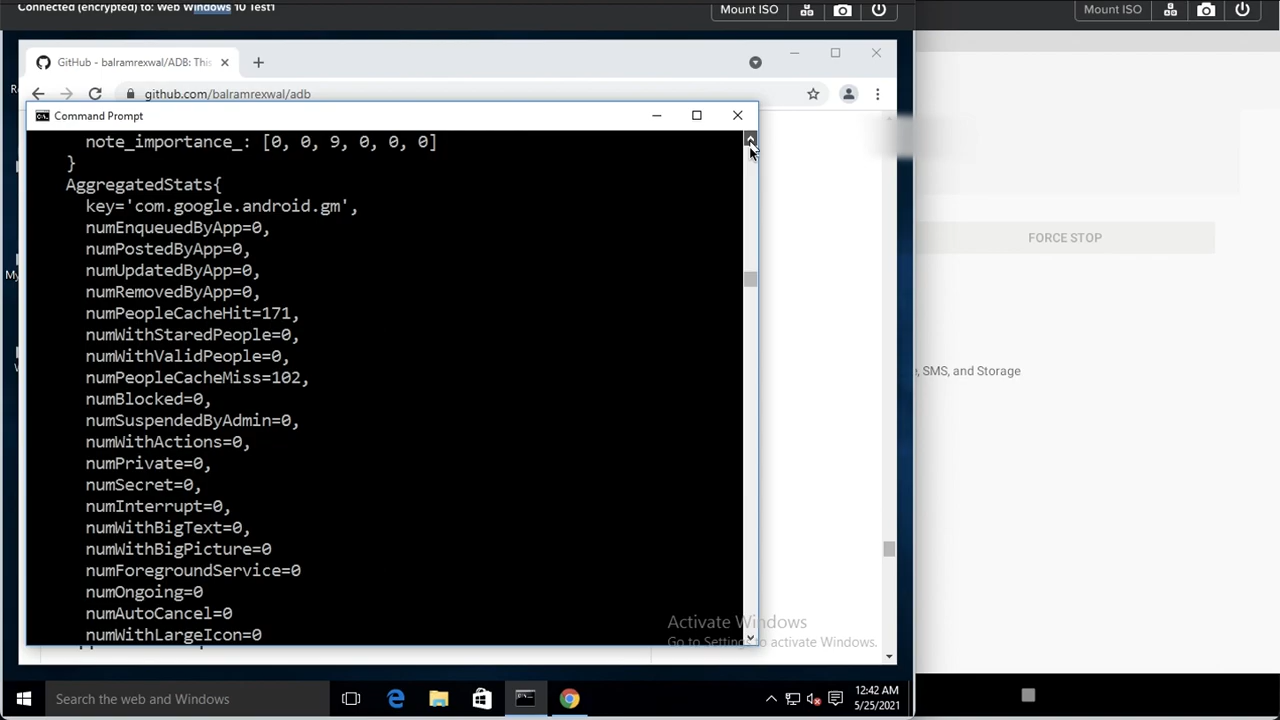 Connected (encrypted) to: Web Windows 10 Test1
Mount ISO
Mount ISO
GitHub - balramrexwal/ADB: This
github.com/balramrexwal/adb
Command Prompt
note_importance_: [0, 0, 9, 0, 0, 0]
}
AggregatedStats{
key='com.google.android.gm',
numEnqueuedByApp=0,
numPostedByApp=0,
numUpdatedByApp=0,
numRemovedByApp=0,
numPeopleCacheHit=171,
numWithStaredPeople=0,
numWithValidPeople=0,
numPeopleCacheMiss=102,
numBlocked=0,
numSuspendedByAdmin=0,
numWithActions=0,
numPrivate=0,
numSecret=0,
numInterrupt=0,
numWithBigText=0,
numWithBigPicture=0
numForegroundService=0
numOngoing=0
numAutoCancel=0
numWithLargeIcon=0
FORCE STOP
, SMS, and Storage
Activate Windows
Go to Settings to activate Windows.
Search the web and Windows
12:42 AM
5/25/2021